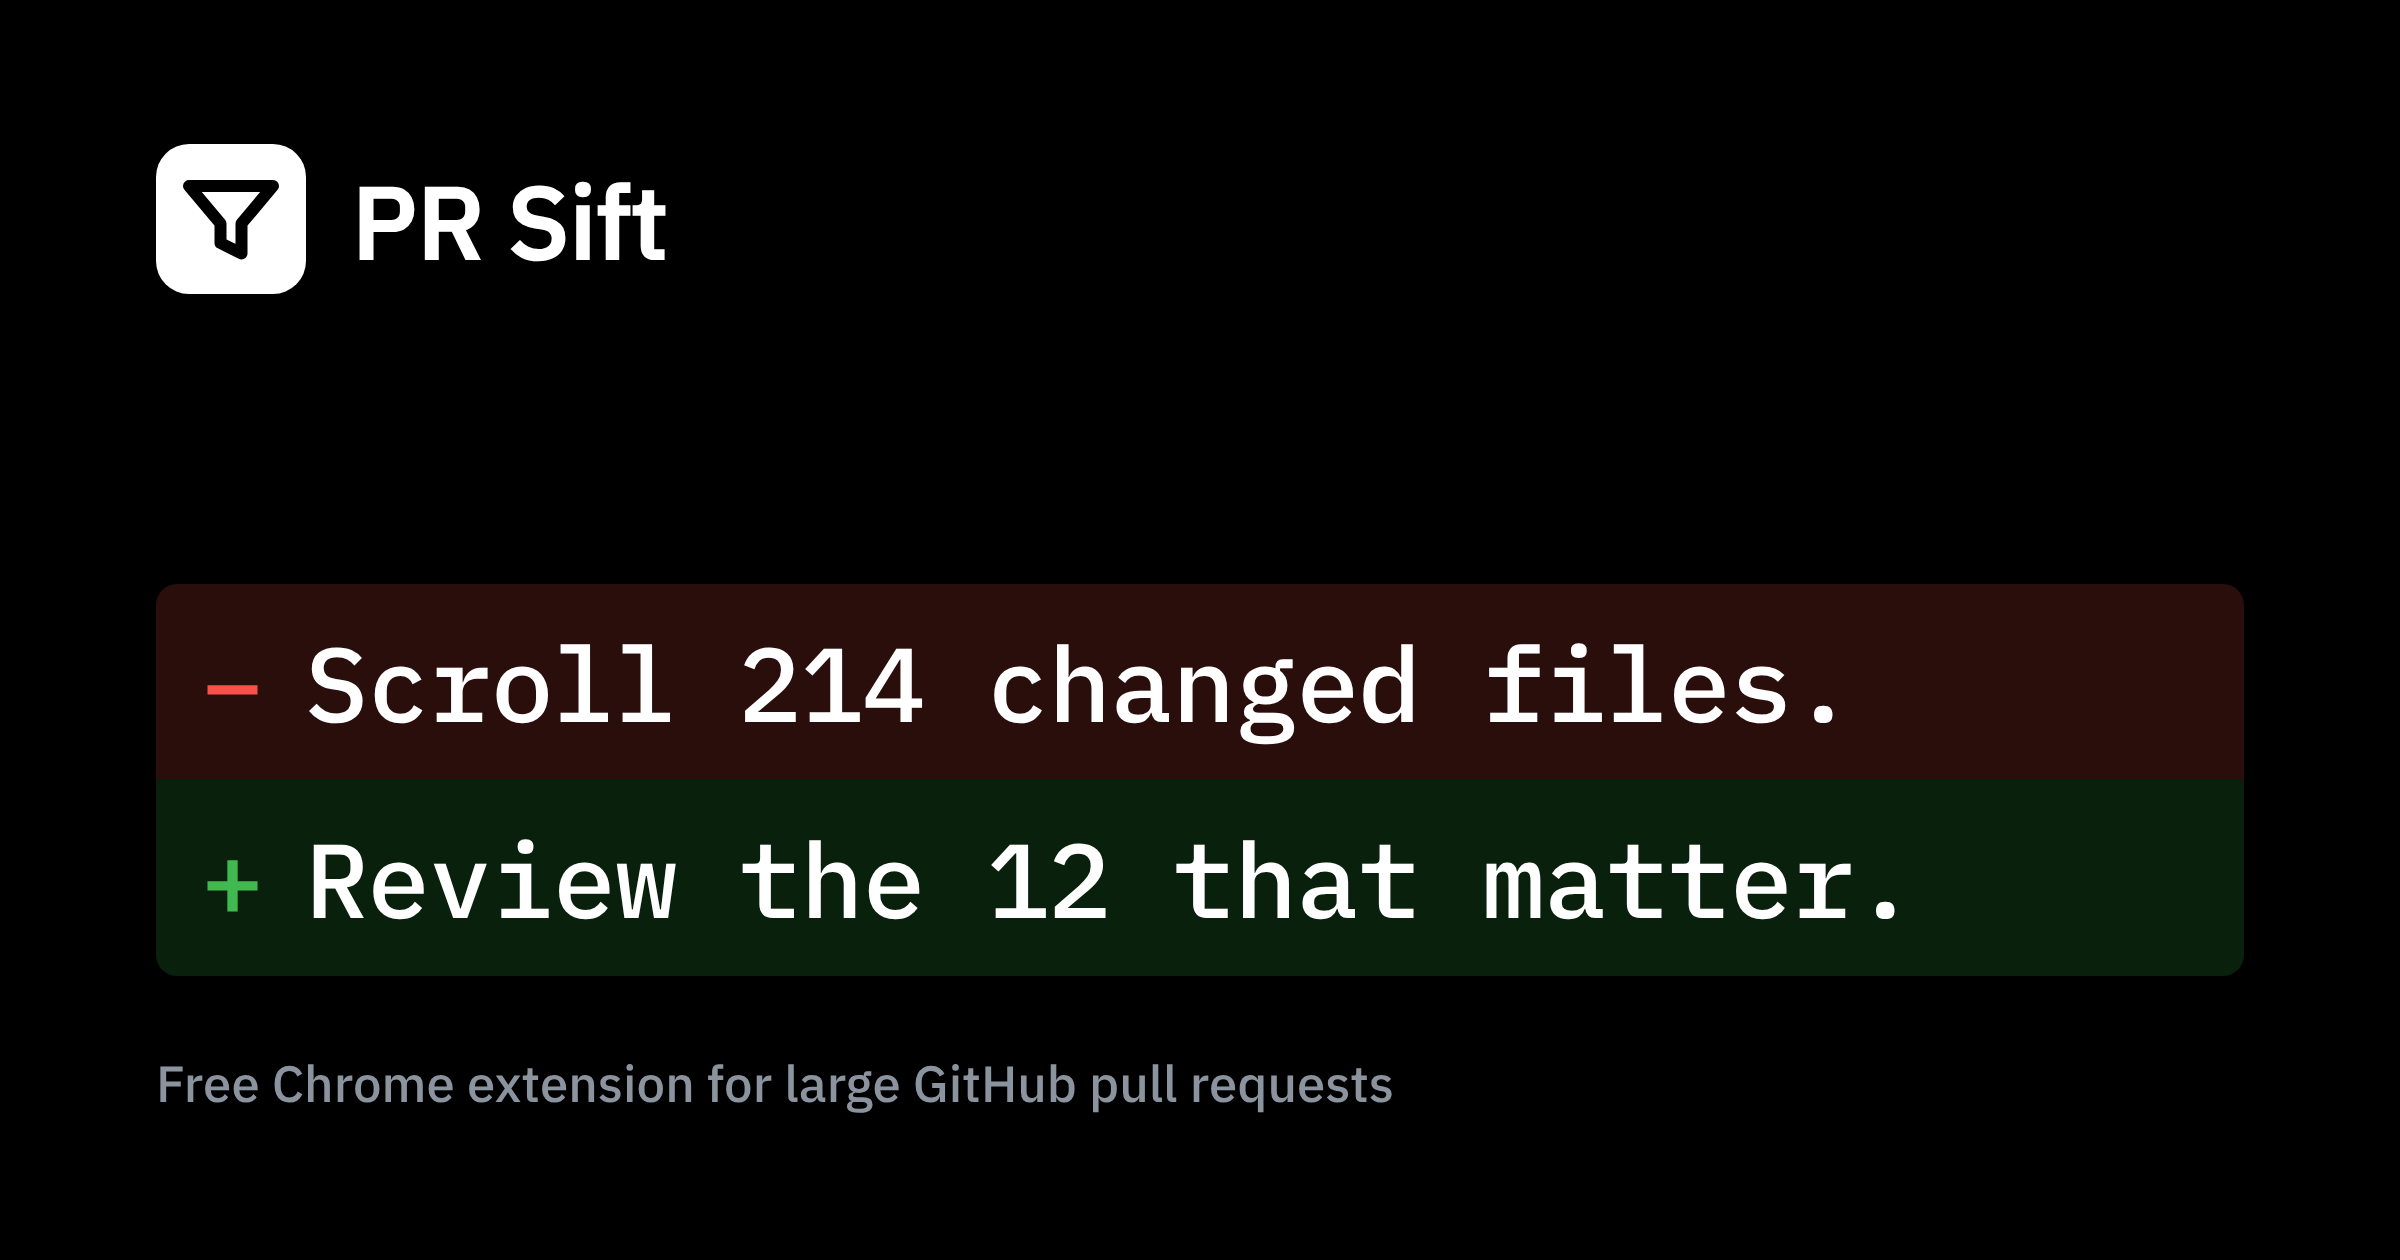 PR Sift
− Scroll 214 changed files.
+ Review the 12 that matter.
Free Chrome extension for large GitHub pull requests